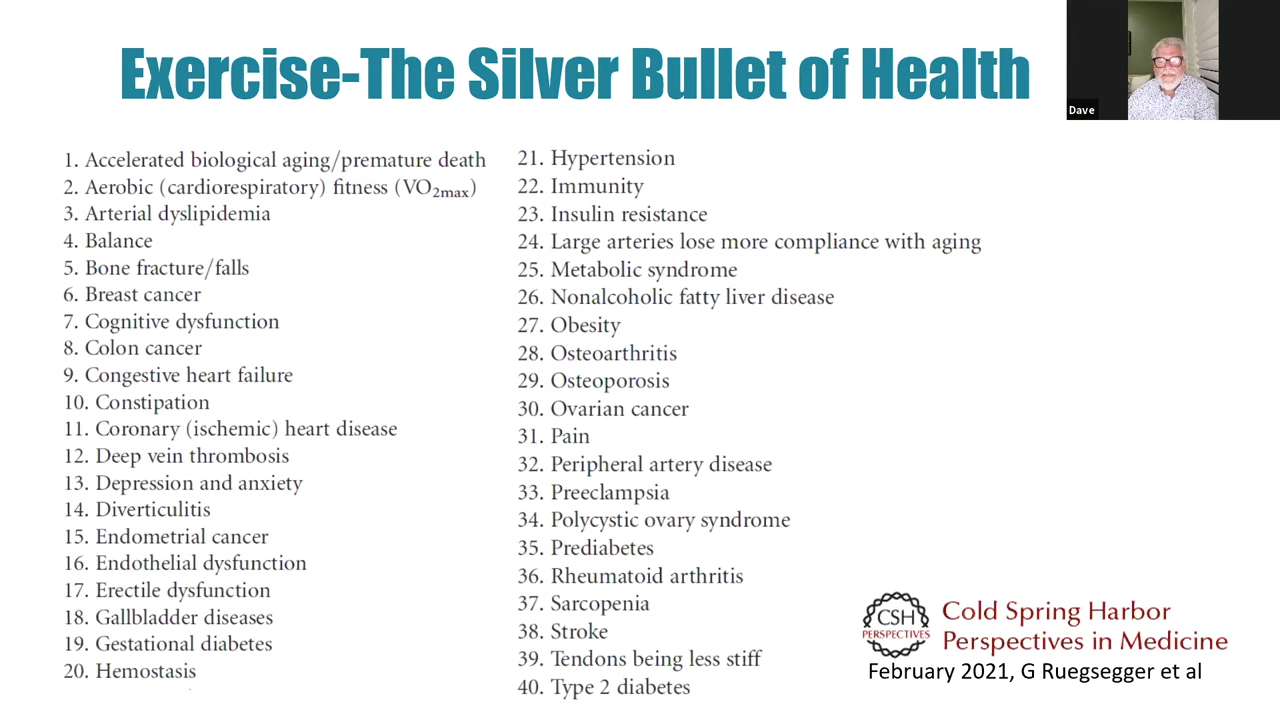 Exercise-The Silver Bullet of Health
Dave
1. Accelerated biological aging/premature death
2. Aerobic (cardiorespiratory) fitness (VO2max)
3. Arterial dyslipidemia
4. Balance
5. Bone fracture/falls
6. Breast cancer
7. Cognitive dysfunction
8. Colon cancer
9. Congestive heart failure
10. Constipation
11. Coronary (ischemic) heart disease
12. Deep vein thrombosis
13. Depression and anxiety
14. Diverticulitis
15. Endometrial cancer
16. Endothelial dysfunction
17. Erectile dysfunction
18. Gallbladder diseases
19. Gestational diabetes
20. Hemostasis
21. Hypertension
22. Immunity
23. Insulin resistance
24. Large arteries lose more compliance with aging
25. Metabolic syndrome
26. Nonalcoholic fatty liver disease
27. Obesity
28. Osteoarthritis
29. Osteoporosis
30. Ovarian cancer
31. Pain
32. Peripheral artery disease
33. Preeclampsia
34. Polycystic ovary syndrome
35. Prediabetes
36. Rheumatoid arthritis
37. Sarcopenia
38. Stroke
39. Tendons being less stiff
40. Type 2 diabetes
CSH
PERSPECTIVES
Cold Spring Harbor
Perspectives in Medicine
February 2021, G Ruegsegger et al